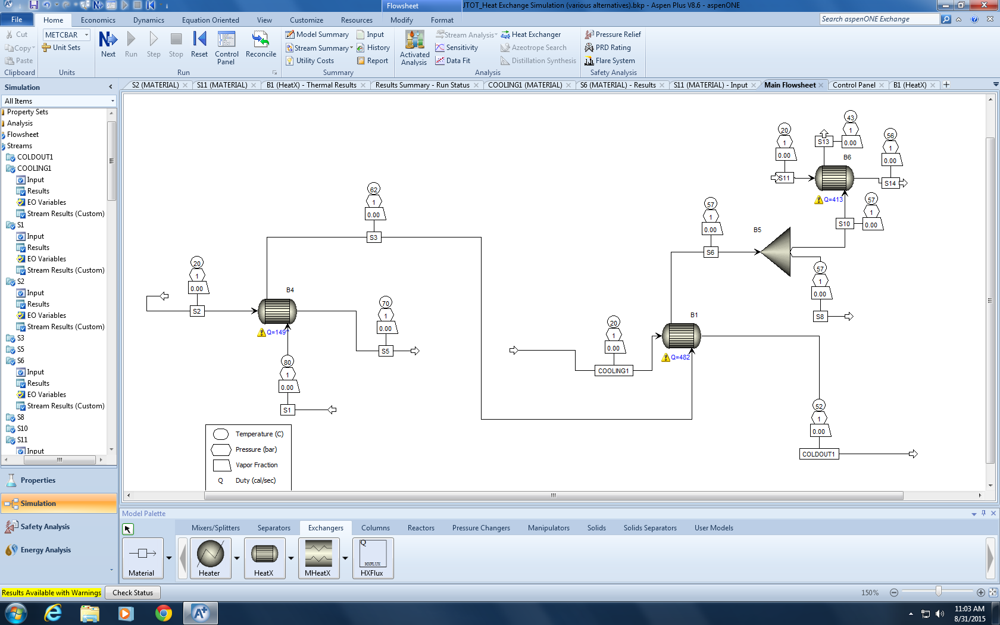 Flowsheet
JTOT_Heat Exchange Simulation (various alternatives).bkp - Aspen Plus V8.6 - aspenONE
File Home Economics Dynamics Equation Oriented View Customize Resources Modify Format
Search aspenONE Exchange
Cut
Copy
Paste
Clipboard
METCBAR
Unit Sets
Units
Next
Run
Step
Stop
Reset
Control Panel
Reconcile
Run
Model Summary
Stream Summary
Utility Costs
Input
History
Report
Summary
Activated Analysis
Stream Analysis
Sensitivity
Data Fit
Heat Exchanger
Azeotrope Search
Distillation Synthesis
Analysis
Pressure Relief
PRD Rating
Flare System
Safety Analysis
Simulation
All Items
S2 (MATERIAL)
S11 (MATERIAL)
B1 (HeatX) - Thermal Results
Results Summary - Run Status
COOLING1 (MATERIAL)
S6 (MATERIAL) - Results
S11 (MATERIAL) - Input
Main Flowsheet
Control Panel
B1 (HeatX)
Property Sets
Analysis
Flowsheet
Streams
COLDOUT1
COOLING1
Input
Results
EO Variables
Stream Results (Custom)
S1
Input
Results
EO Variables
Stream Results (Custom)
S2
Input
Results
EO Variables
Stream Results (Custom)
S3
S5
S6
Input
Results
EO Variables
Stream Results (Custom)
S8
S10
S11
Input
Properties
Simulation
Safety Analysis
Energy Analysis
20
1
0.00
S2
B4
Q=149
62
1
0.00
S3
70
1
0.00
S5
80
1
0.00
S1
20
1
0.00
COOLING1
B1
Q=482
57
1
0.00
S6
B5
57
1
0.00
S8
57
1
0.00
S10
20
1
0.00
S11
S13
43
1
0.00
B6
Q=413
56
1
0.00
S14
52
1
0.00
COLDOUT1
Temperature (C)
Pressure (bar)
Vapor Fraction
Q Duty (cal/sec)
Model Palette
Mixers/Splitters Separators Exchangers Columns Reactors Pressure Changers Manipulators Solids Solids Separators User Models
Material
Heater
HeatX
MHeatX
Q
HXFLUX
HXFlux
Results Available with Warnings
Check Status
150%
11:03 AM
8/31/2015